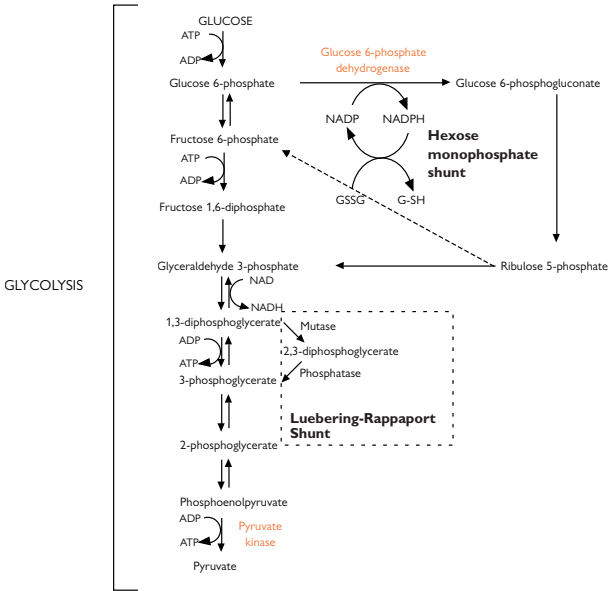 GLUCOSE
ATP
ADP
Glucose 6-phosphate
dehydrogenase
Glucose 6-phosphate
Glucose 6-phosphogluconate
NADP
NADPH
Hexose
monophosphate
shunt
Fructose 6-phosphate
ATP
ADP
GSSG
G-SH
Fructose 1,6-diphosphate
Glyceraldehyde 3-phosphate
Ribulose 5-phosphate
GLYCOLYSIS
NAD
NADH
1,3-diphosphoglycerate
Mutase
ADP
2,3-diphosphoglycerate
ATP
Phosphatase
3-phosphoglycerate
Luebering-Rappaport
Shunt
2-phosphoglycerate
Phosphoenolpyruvate
ADP
Pyruvate
kinase
ATP
Pyruvate